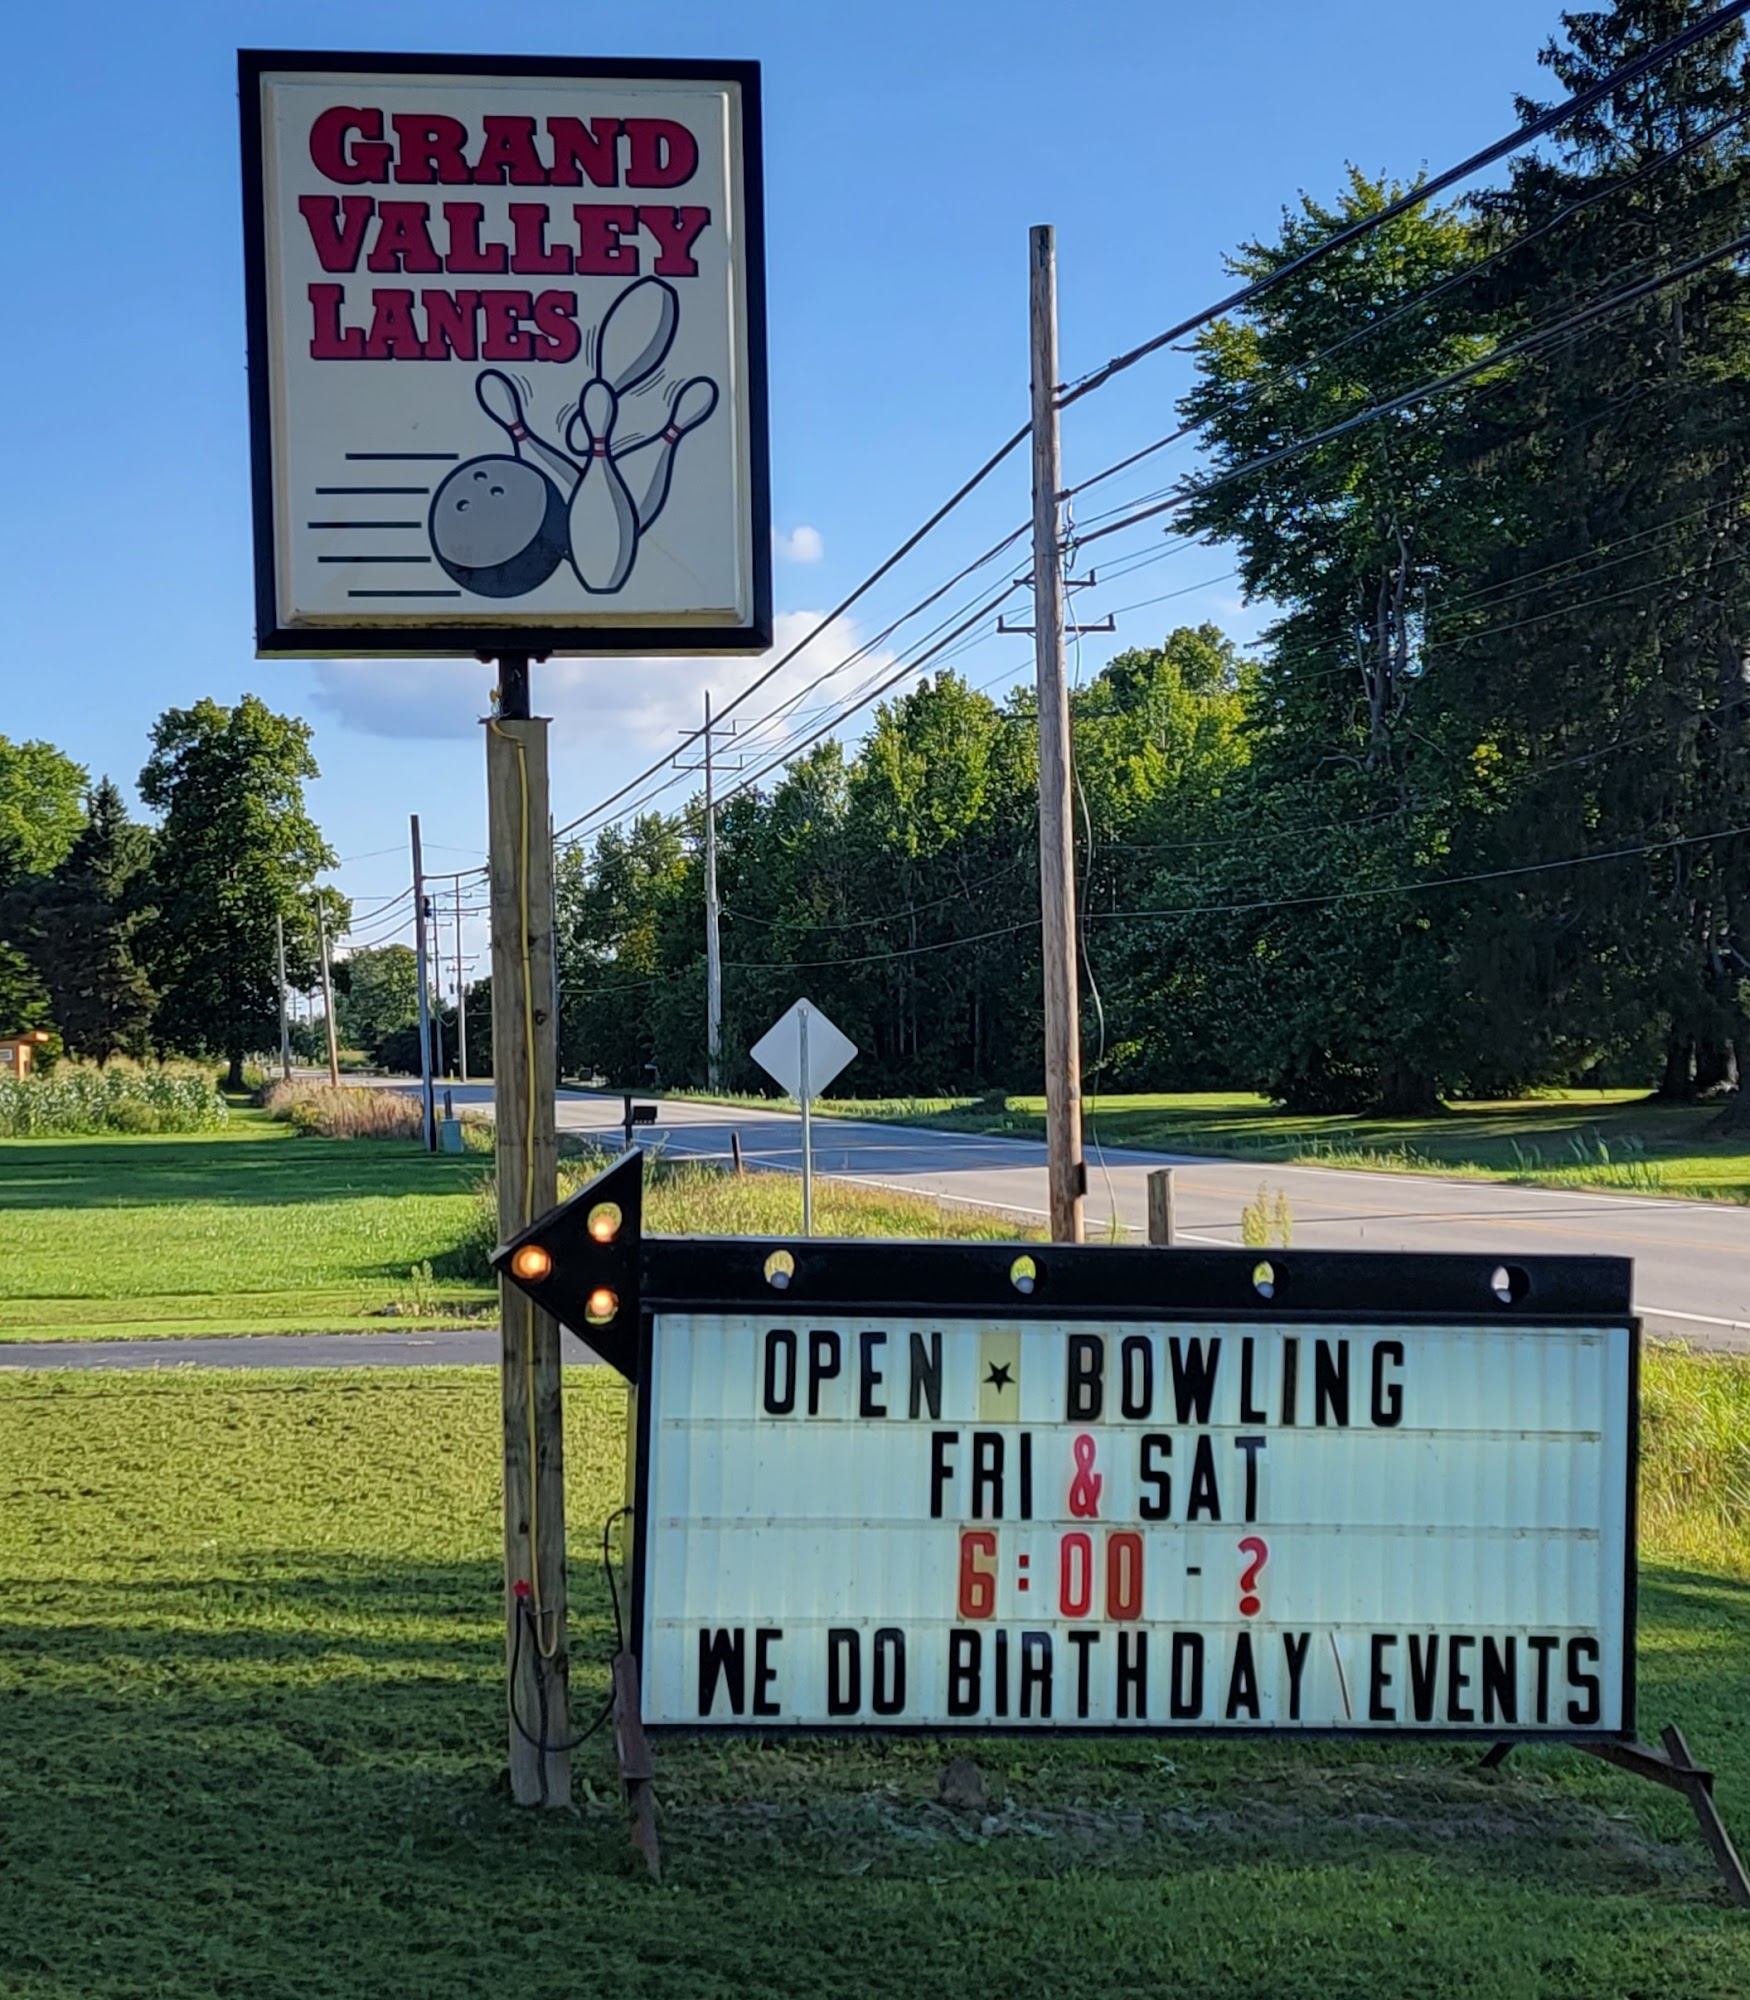 GRAND
VALLEY
LANES
OPEN ★ BOWLING
FRI & SAT
6:00 - ?
WE DO BIRTHDAY \ EVENTS